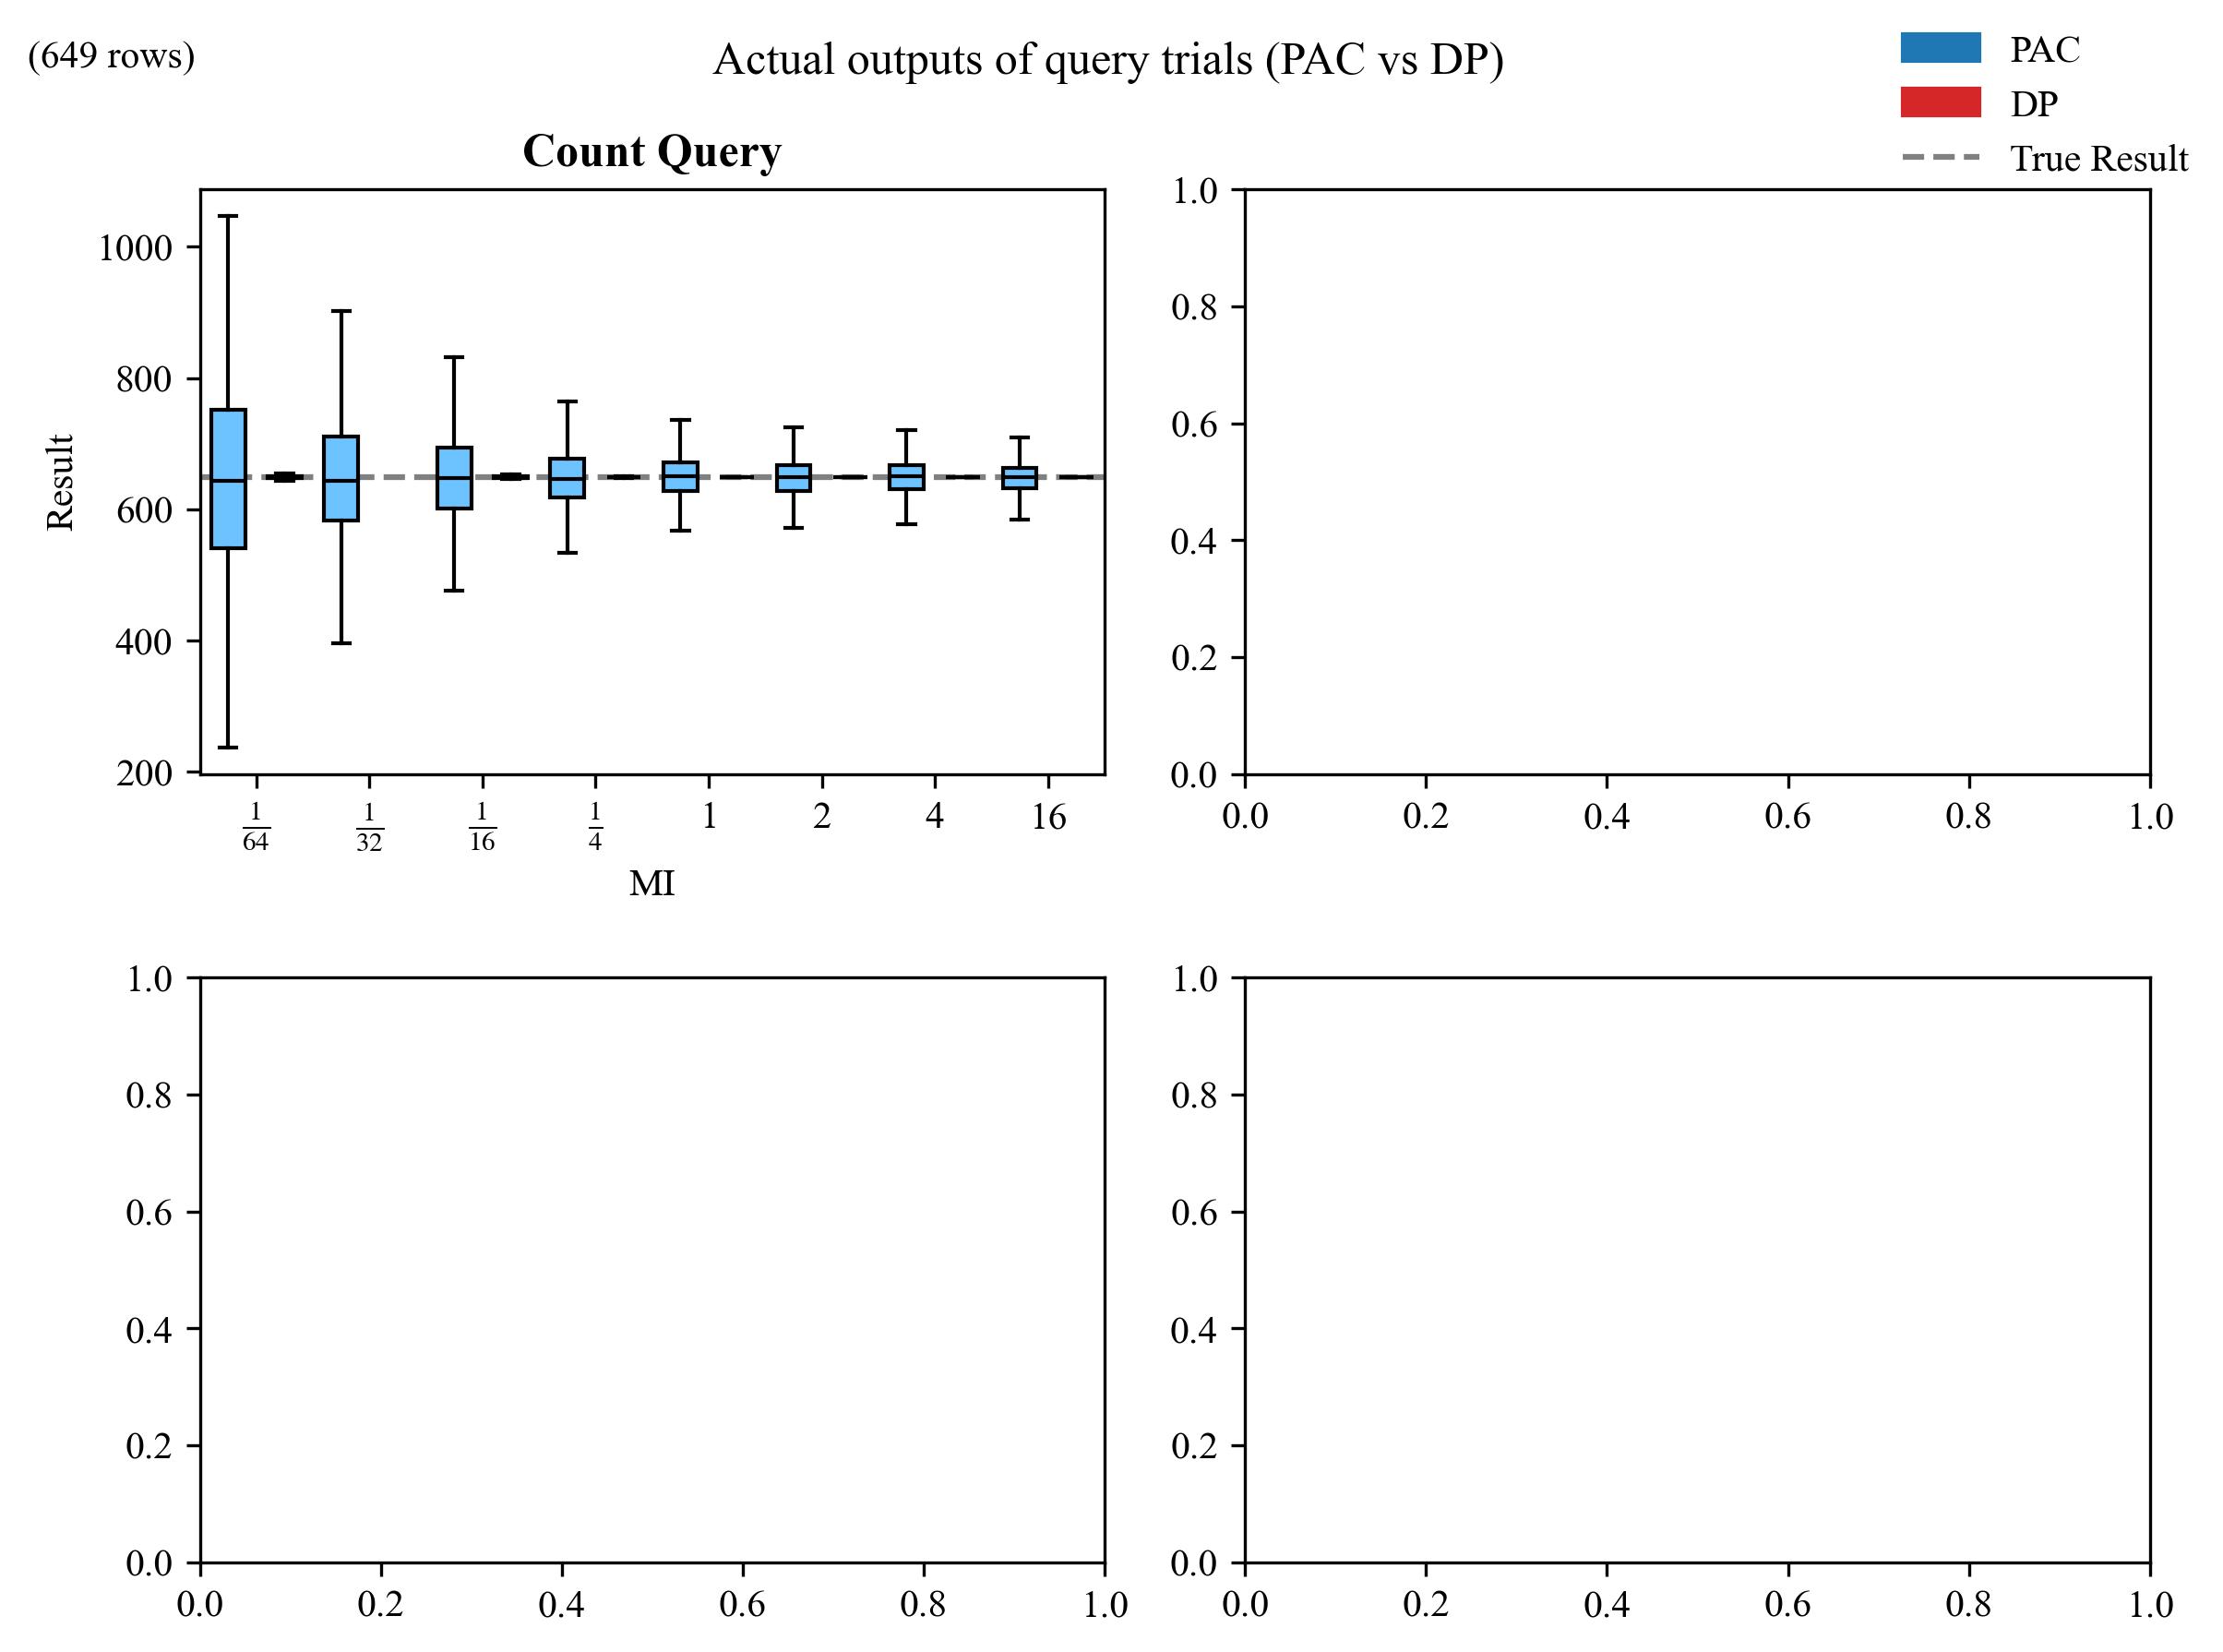 (649 rows)
Actual outputs of query trials (PAC vs DP)
PAC
DP
True Result
Count Query
1000
800
600
400
200
Result
1/64 1/32 1/16 1/4 1 2 4 16
MI
1.0
0.8
0.6
0.4
0.2
0.0
0.0 0.2 0.4 0.6 0.8 1.0
1.0
0.8
0.6
0.4
0.2
0.0
0.0 0.2 0.4 0.6 0.8 1.0
1.0
0.8
0.6
0.4
0.2
0.0
0.0 0.2 0.4 0.6 0.8 1.0